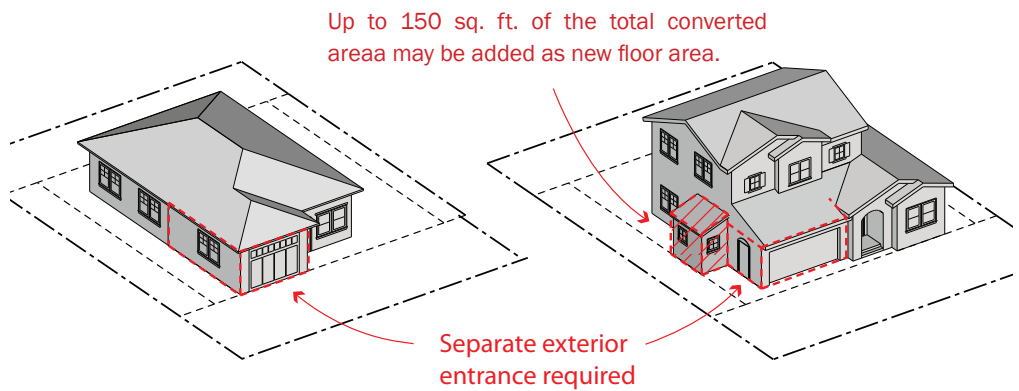 Up to 150 sq. ft. of the total converted
areaa may be added as new floor area.
Separate exterior
entrance required